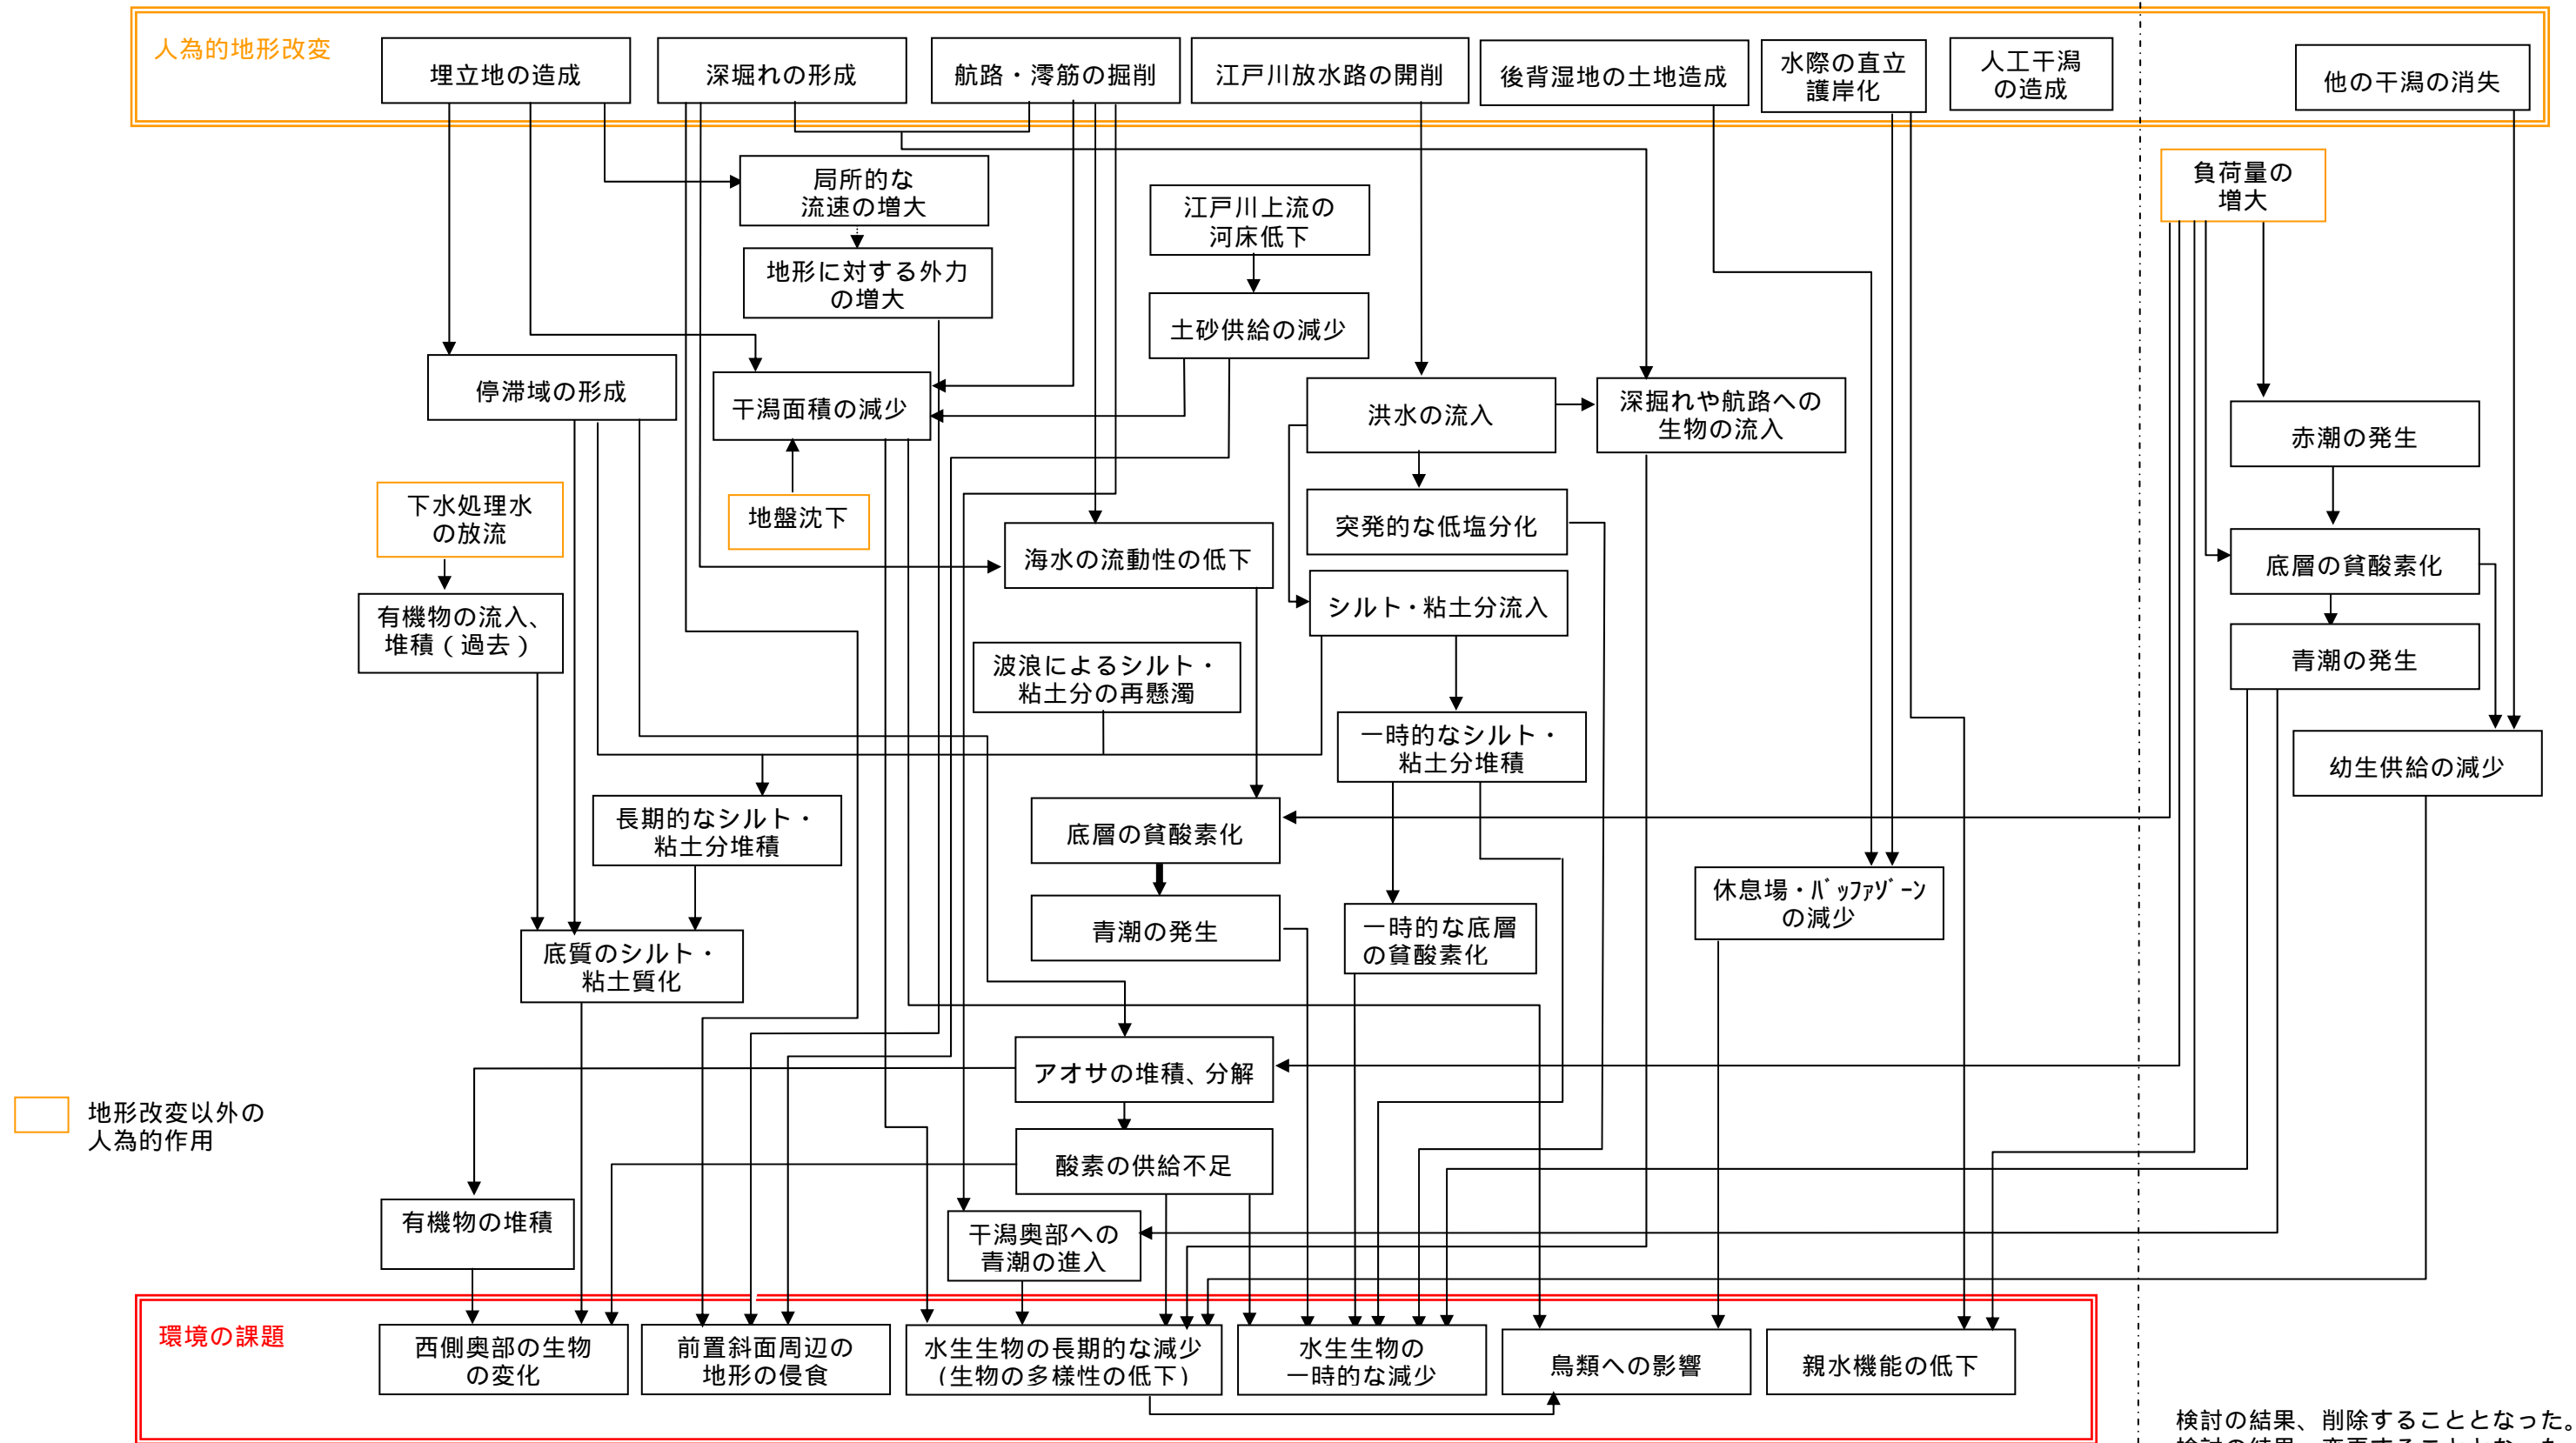 人為的地形改変
埋立地の造成
深堀れの形成
航路・澪筋の掘削
江戸川放水路の開削
後背湿地の土地造成
水際の直立
護岸化
人工干潟
の造成
他の干潟の消失
局所的な
流速の増大
負荷量の
増大
江戸川上流の
河床低下
地形に対する外力
の増大
土砂供給の減少
停滞域の形成
干潟面積の減少
洪水の流入
深掘れや航路への
生物の流入
赤潮の発生
下水処理水
の放流
地盤沈下
突発的な低塩分化
海水の流動性の低下
底層の貧酸素化
シルト・粘土分流入
有機物の流入、
堆積(過去)
波浪によるシルト・
粘土分の再懸濁
青潮の発生
一時的なシルト・
粘土分堆積
幼生供給の減少
長期的なシルト・
粘土分堆積
底層の貧酸素化
休息場・ﾊﾞｯﾌｧｿﾞｰﾝ
の減少
青潮の発生
一時的な底層
の貧酸素化
底質のシルト・
粘土質化
アオサの堆積、分解
地形改変以外の
人為的作用
酸素の供給不足
有機物の堆積
干潟奥部への
青潮の進入
環境の課題
西側奥部の生物
の変化
前置斜面周辺の
地形の侵食
水生生物の長期的な減少
(生物の多様性の低下)
水生生物の
一時的な減少
鳥類への影響
親水機能の低下
検討の結果、削除することとなった。